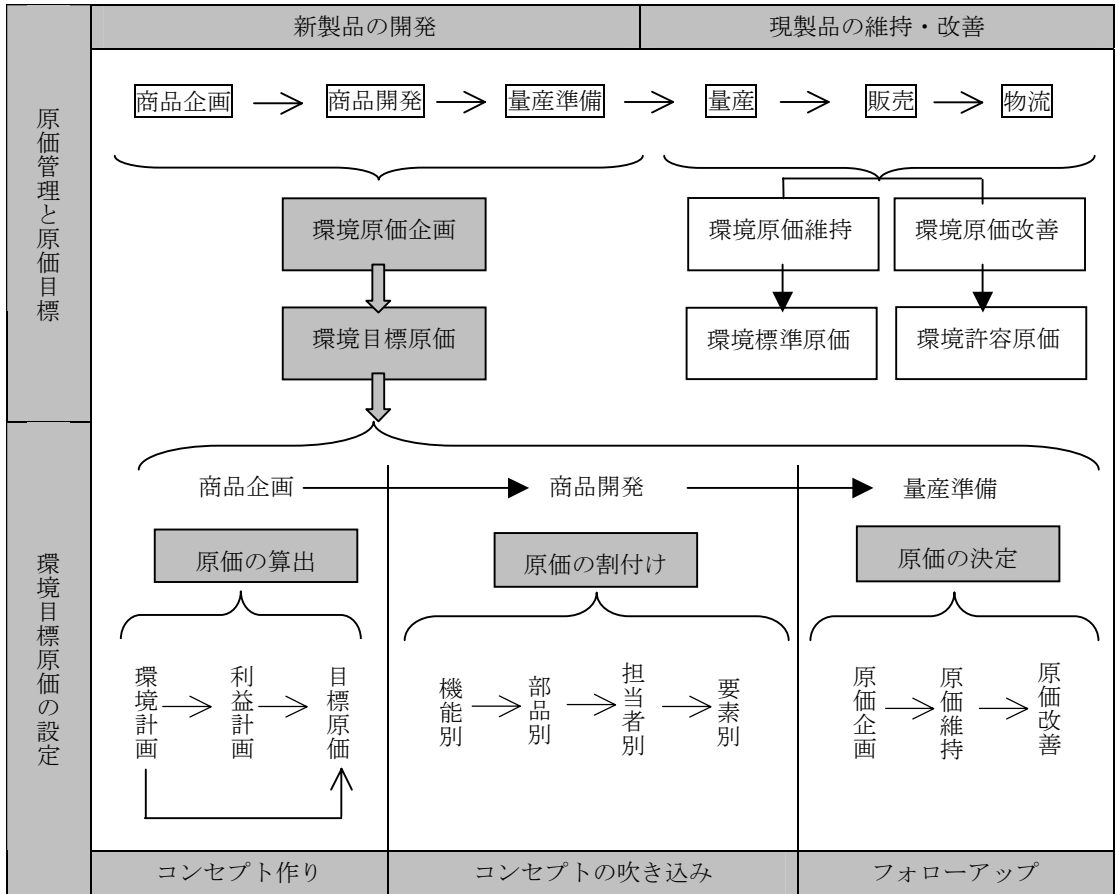 新製品の開発
現製品の維持・改善
原価管理と原価目標
商品企画
商品開発
量産準備
量産
販売
物流
環境原価企画
環境原価維持
環境原価改善
環境目標原価
環境標準原価
環境許容原価
環境目標原価の設定
商品企画
商品開発
量産準備
原価の算出
原価の割付け
原価の決定
環境計画
利益計画
目標原価
機能別
部品別
担当者別
要素別
原価企画
原価維持
原価改善
コンセプト作り
コンセプトの吹き込み
フォローアップ